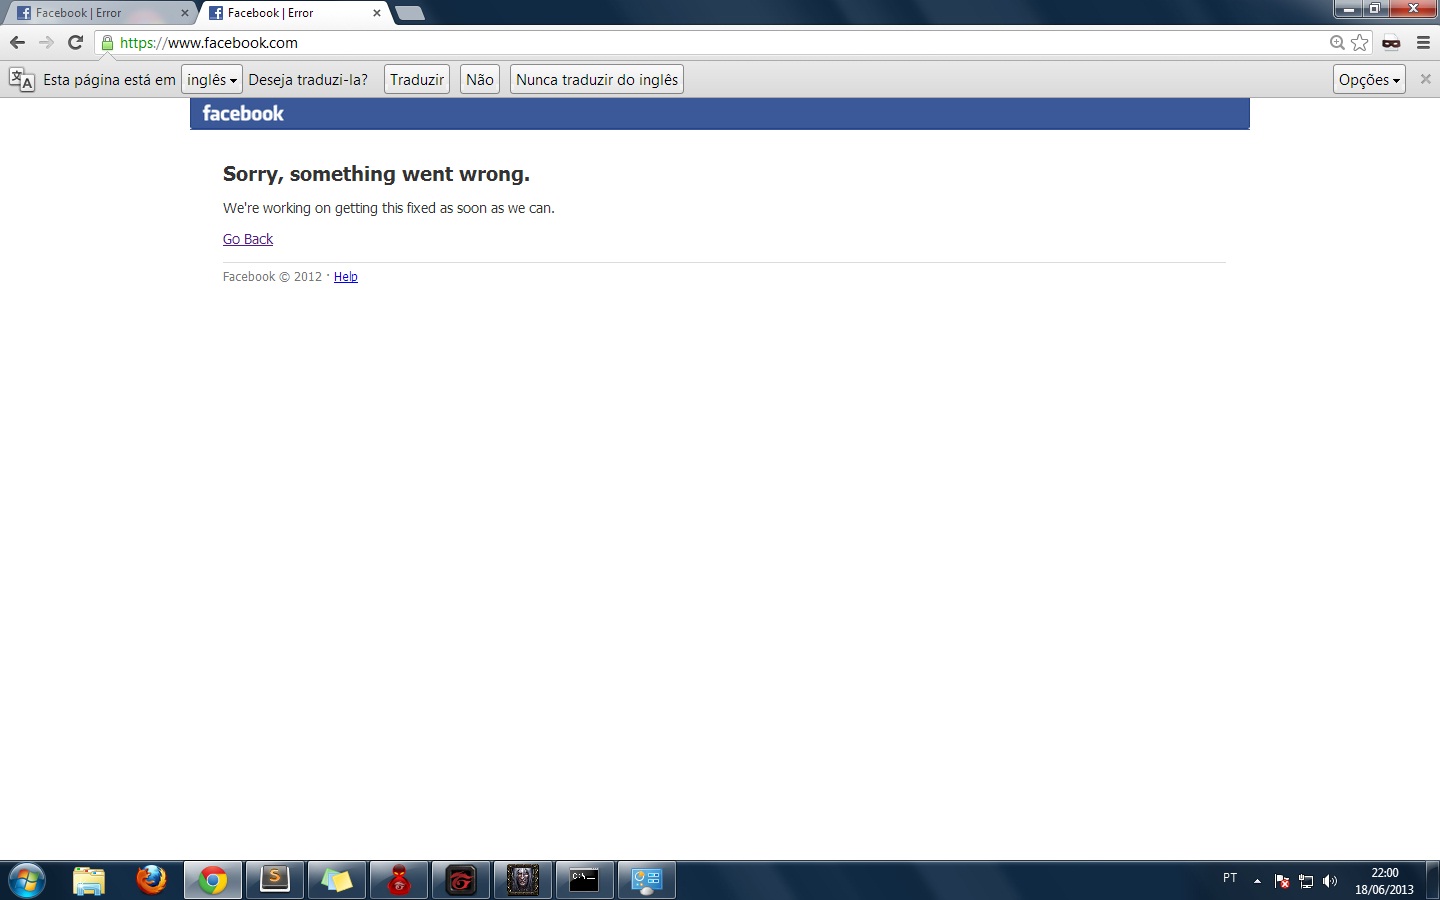 Facebook | Error
Facebook | Error
https://www.facebook.com
Esta página está em inglês Deseja traduzi-la? Traduzir Não Nunca traduzir do inglês Opções
facebook
Sorry, something went wrong.
We're working on getting this fixed as soon as we can.
Go Back
Facebook © 2012 · Help
PT
22:00
18/06/2013